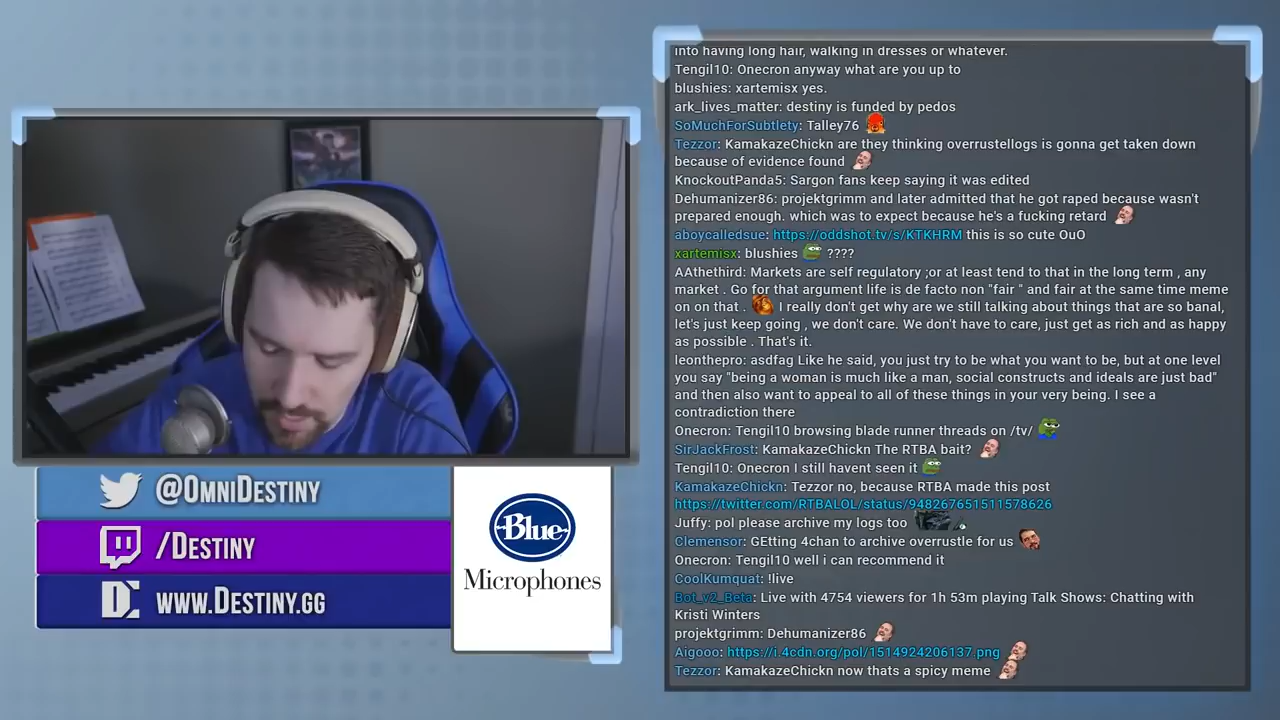 into having long hair, walking in dresses or whatever.
Tengil10: Onecron anyway what are you up to
blushies: xartemisx yes.
ark_lives_matter: destiny is funded by pedos
SoMuchForSubtlety: Talley76
Tezzor: KamakazeChickn are they thinking overrustellogs is gonna get taken down
because of evidence found
KnockoutPanda5: Sargon fans keep saying it was edited
Dehumanizer86: projektgrimm and later admitted that he got raped because wasn't
prepared enough. which was to expect because he's a fucking retard
aboycalledsue: https://oddshot.tv/s/KTKHRM this is so cute OuO
xartemisx: blushies ????
AAthethird: Markets are self regulatory ;or at least tend to that in the long term , any
market . Go for that argument life is de facto non "fair " and fair at the same time meme
on on that . I really don't get why are we still talking about things that are so banal,
let's just keep going , we don't care. We don't have to care, just get as rich and as happy
as possible . That's it.
leonthepro: asdfag Like he said, you just try to be what you want to be, but at one level
you say "being a woman is much like a man, social constructs and ideals are just bad"
and then also want to appeal to all of these things in your very being. I see a
contradiction there
Onecron: Tengil10 browsing blade runner threads on /tv/
SirJackFrost: KamakazeChickn The RTBA bait?
Tengil10: Onecron I still havent seen it
KamakazeChickn: Tezzor no, because RTBA made this post
https://twitter.com/RTBALOL/status/948267651511578626
Juffy: pol please archive my logs too
Clemensor: GEtting 4chan to archive overrustle for us
Onecron: Tengil10 well i can recommend it
CoolKumquat: !live
Bot_v2_Beta: Live with 4754 viewers for 1h 53m playing Talk Shows: Chatting with
Kristi Winters
projektgrimm: Dehumanizer86
Aigooo: https://i.4cdn.org/pol/1514924206137.png
Tezzor: KamakazeChickn now thats a spicy meme
@OmniDestiny
/Destiny
www.Destiny.gg
Blue
Microphones